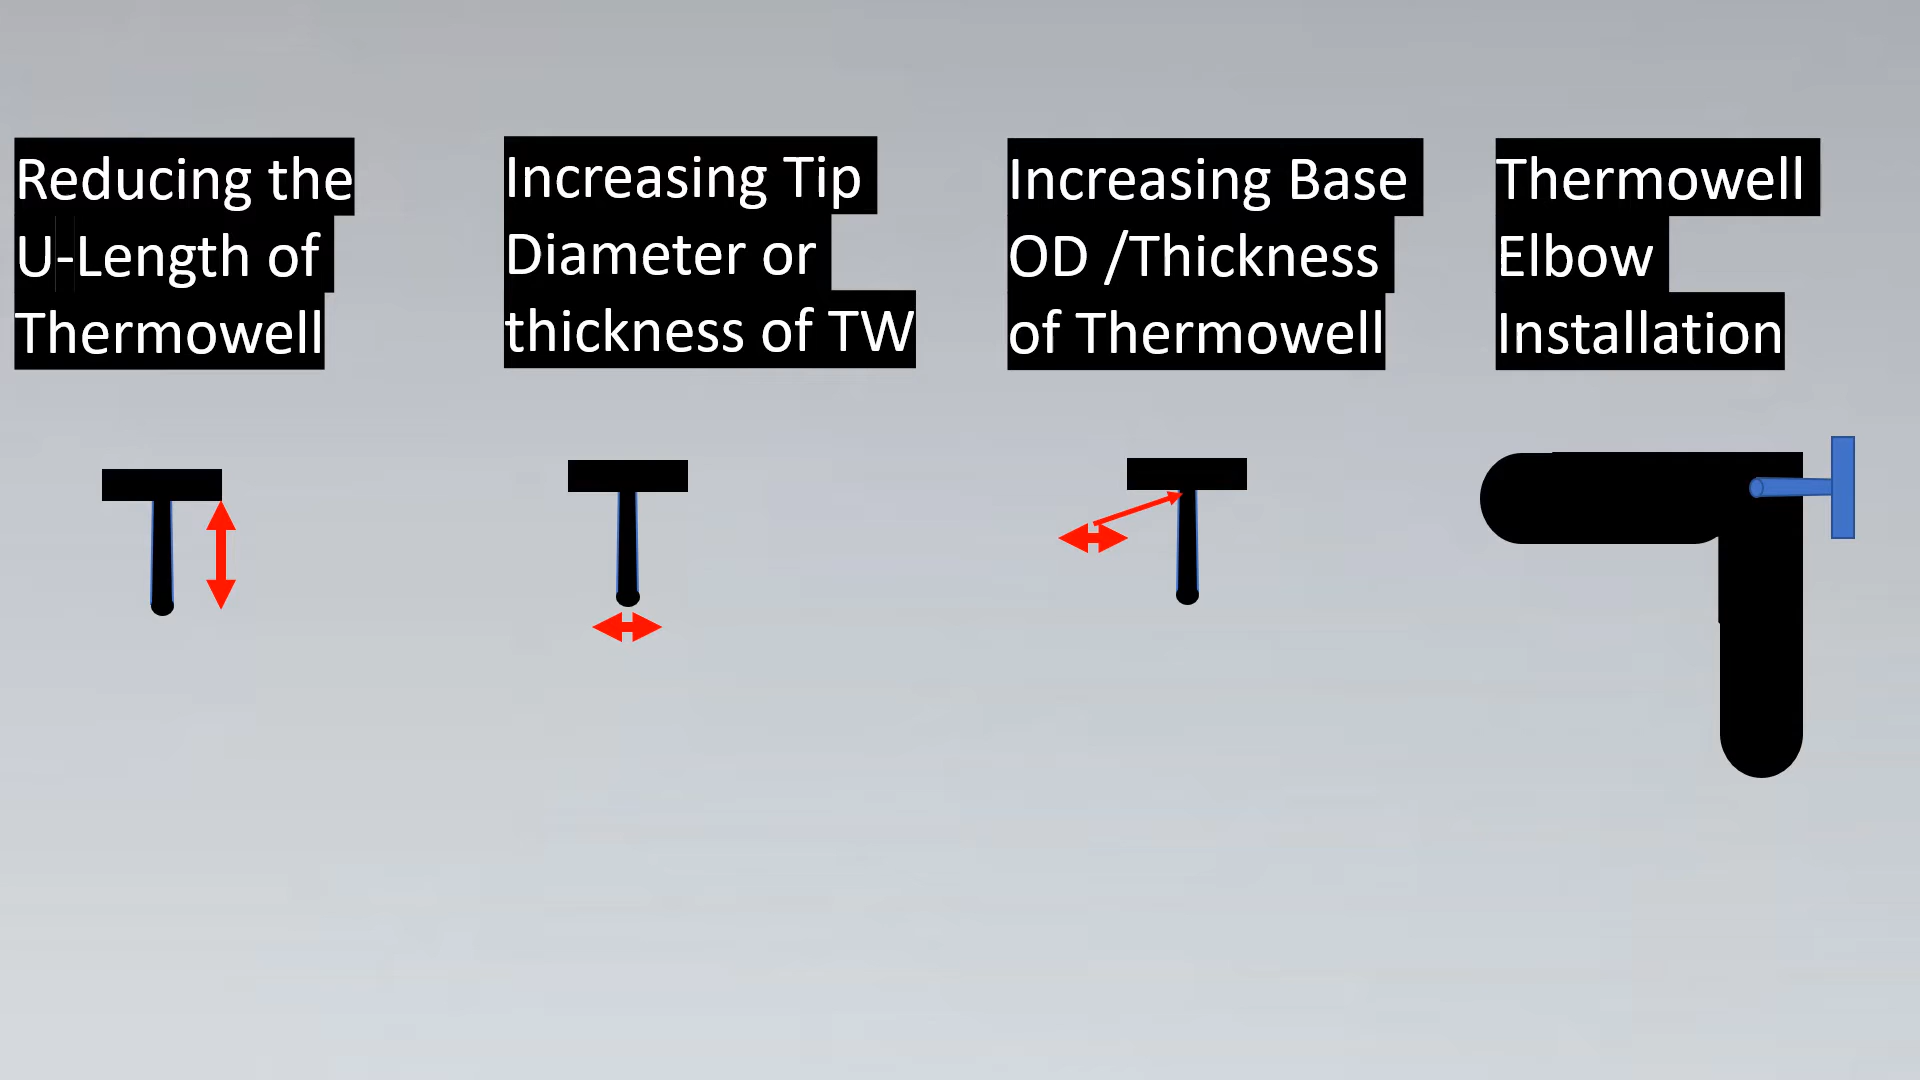 Reducing the
U-Length of
Thermowell
Increasing Tip
Diameter or
thickness of TW
Increasing Base
OD /Thickness
of Thermowell
Thermowell
Elbow
Installation